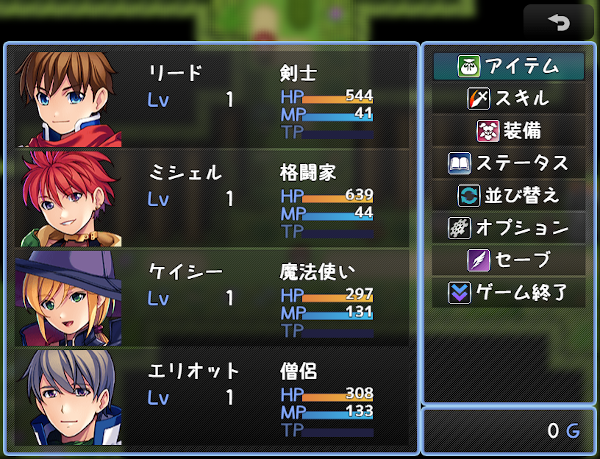 リード 剣士
Lv 1 HP 544
MP 41
TP
ミシェル 格闘家
Lv 1 HP 639
MP 44
TP
ケイシー 魔法使い
Lv 1 HP 297
MP 131
TP
エリオット 僧侶
Lv 1 HP 308
MP 133
TP
アイテム
スキル
装備
ステータス
並び替え
オプション
セーブ
ゲーム終了
0 G